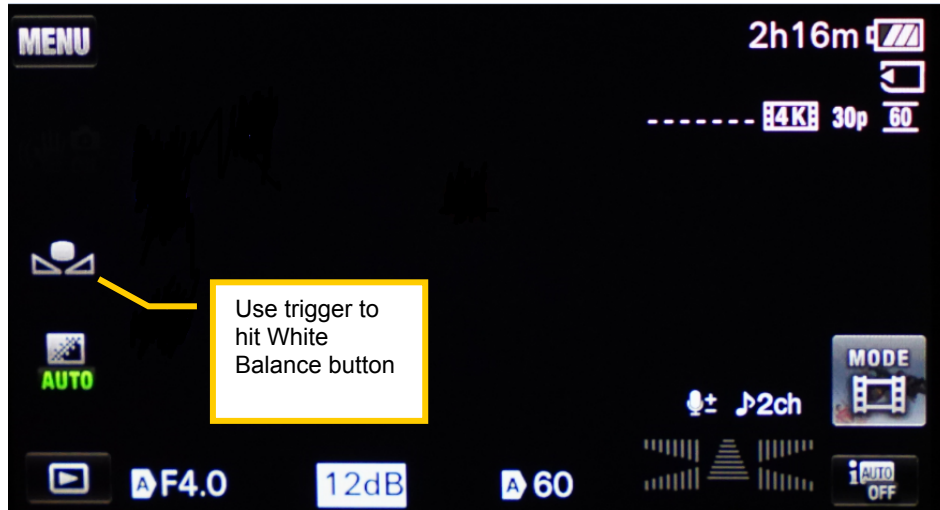 MENU
2h16m
------- 4K 30p 60
Use trigger to
hit White
Balance button
AUTO
MODE
2ch
A F4.0
12dB
A 60
i AUTO
OFF